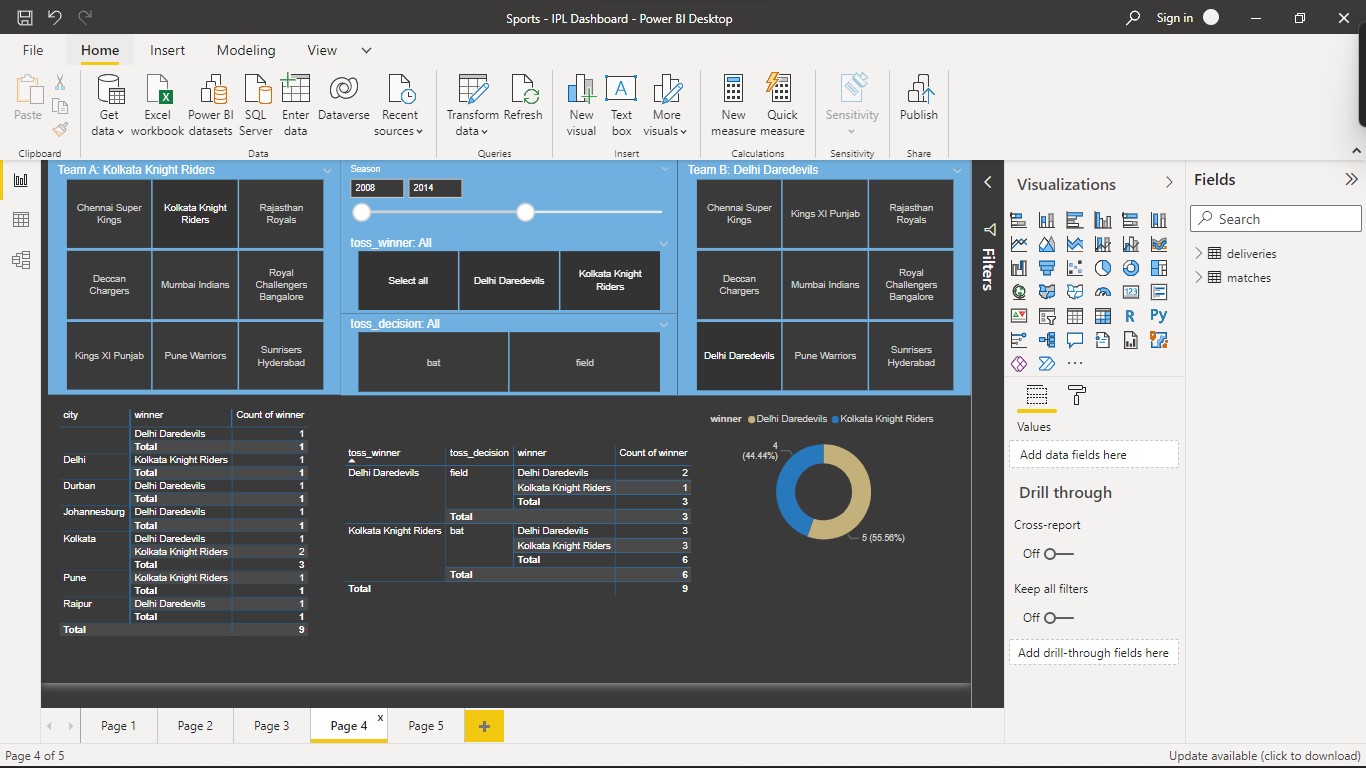 Sports - IPL Dashboard - Power BI Desktop
Sign in
File Home Insert Modeling View
Paste
Get data
Excel workbook
Power BI datasets
SQL Server
Enter data
Dataverse
Recent sources
Transform data
Refresh
New visual
Text box
More visuals
New measure
Quick measure
Sensitivity
Publish
Clipboard
Data
Queries
Insert
Calculations
Sensitivity
Share
Team A: Kolkata Knight Riders
Chennai Super Kings
Kolkata Knight Riders
Rajasthan Royals
Deccan Chargers
Mumbai Indians
Royal Challengers Bangalore
Kings XI Punjab
Pune Warriors
Sunrisers Hyderabad
Season
2008 2014
toss_winner: All
Select all
Delhi Daredevils
Kolkata Knight Riders
toss_decision: All
bat
field
Team B: Delhi Daredevils
Chennai Super Kings
Kings XI Punjab
Rajasthan Royals
Deccan Chargers
Mumbai Indians
Royal Challengers Bangalore
Delhi Daredevils
Pune Warriors
Sunrisers Hyderabad
city winner Count of winner
Delhi Daredevils 1
Total 1
Delhi Kolkata Knight Riders 1
Total 1
Durban Delhi Daredevils 1
Total 1
Johannesburg Delhi Daredevils 1
Total 1
Kolkata Delhi Daredevils 1
Kolkata Knight Riders 2
Total 3
Pune Kolkata Knight Riders 1
Total 1
Raipur Delhi Daredevils 1
Total 1
Total 9
toss_winner toss_decision winner Count of winner
Delhi Daredevils field Delhi Daredevils 2
Kolkata Knight Riders 1
Total 3
Total 3
Kolkata Knight Riders bat Delhi Daredevils 3
Kolkata Knight Riders 3
Total 6
Total 6
Total 9
winner Delhi Daredevils Kolkata Knight Riders
4
(44.44%)
5 (55.56%)
Filters
Visualizations
123
R Py
Values
Add data fields here
Drill through
Cross-report
Off
Keep all filters
Off
Add drill-through fields here
Fields
Search
deliveries
matches
Page 1 Page 2 Page 3 Page 4 x Page 5 +
Page 4 of 5
Update available (click to download)